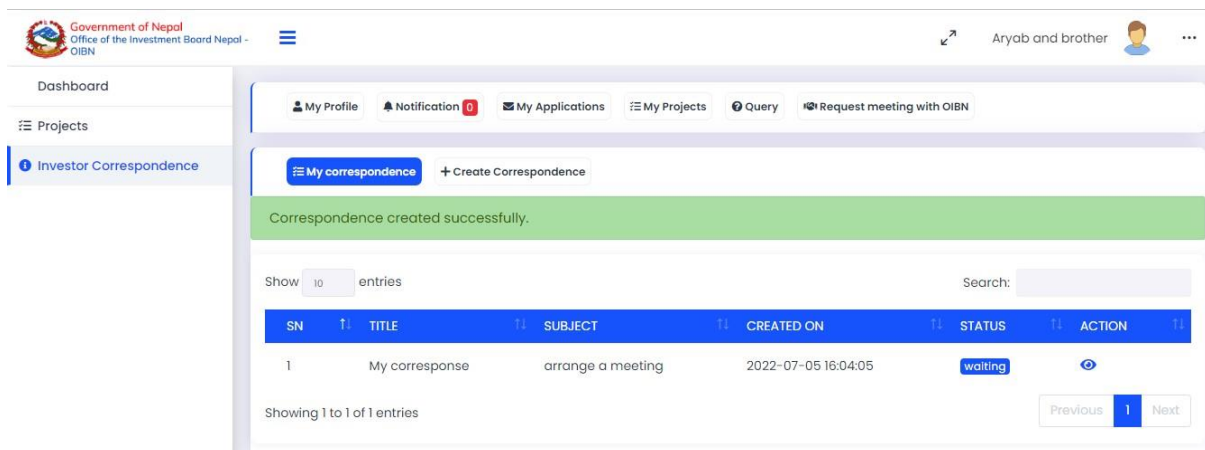 Government of Nepal
Office of the Investment Board Nepal -
OIBN
Aryab and brother
Dashboard
Projects
Investor Correspondence
My Profile
Notification 0
My Applications
My Projects
Query
Request meeting with OIBN
My correspondence
+ Create Correspondence
Correspondence created successfully.
Show 10 entries
Search:
SN TITLE SUBJECT CREATED ON STATUS ACTION
1 My corresponse arrange a meeting 2022-07-05 16:04:05 waiting
Showing 1 to 1 of 1 entries
Previous 1 Next